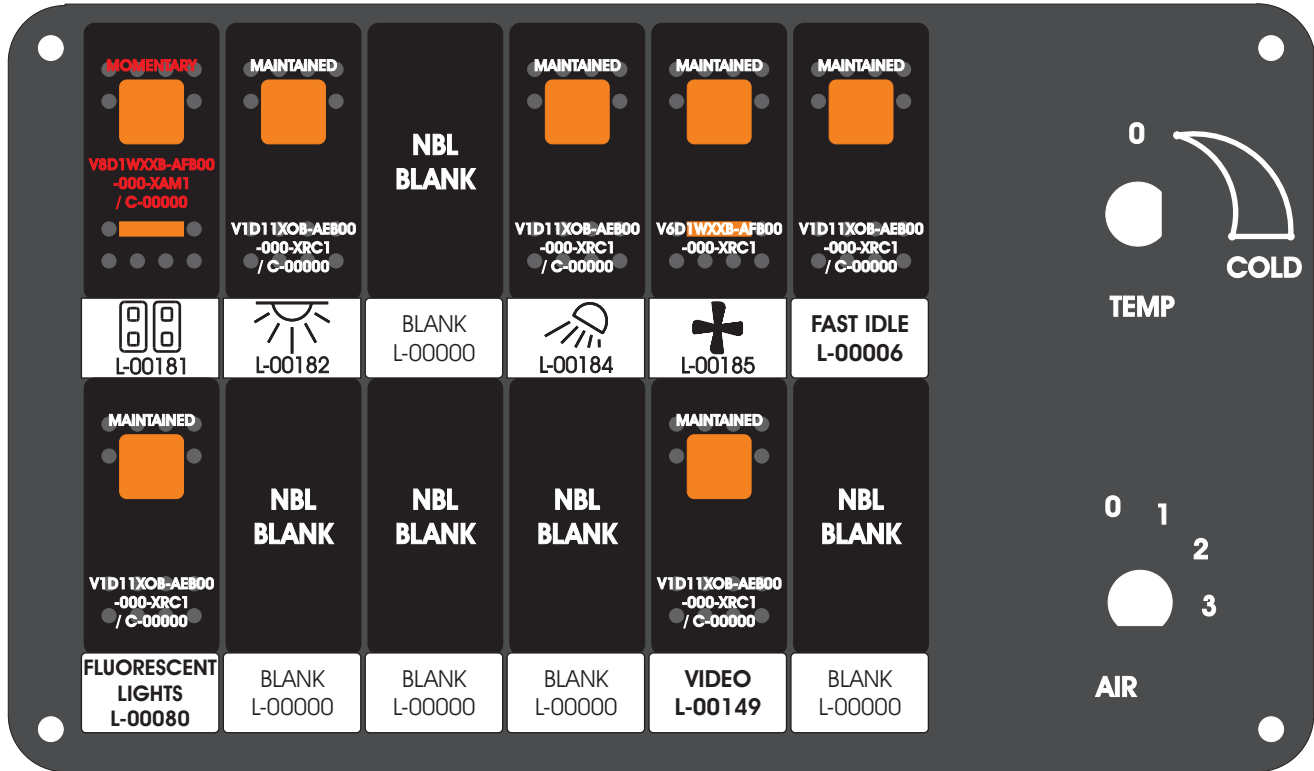 MOMENTARY
V8D1WXXB-AFB00
-000-XAM1
/ C-00000
L-00181
MAINTAINED
V1D11XOB-AEB00
-000-XRC1
/ C-00000
L-00182
NBL
BLANK
BLANK
L-00000
MAINTAINED
V1D11XOB-AEB00
-000-XRC1
/ C-00000
L-00184
MAINTAINED
V6D1WXXB-AFB00
-000-XRC1
L-00185
MAINTAINED
V1D11XOB-AEB00
-000-XRC1
/ C-00000
FAST IDLE
L-00006
0
COLD
TEMP
MAINTAINED
V1D11XOB-AEB00
-000-XRC1
/ C-00000
FLUORESCENT
LIGHTS
L-00080
NBL
BLANK
BLANK
L-00000
NBL
BLANK
BLANK
L-00000
NBL
BLANK
BLANK
L-00000
MAINTAINED
V1D11XOB-AEB00
-000-XRC1
/ C-00000
VIDEO
L-00149
NBL
BLANK
BLANK
L-00000
0
1
2
3
AIR